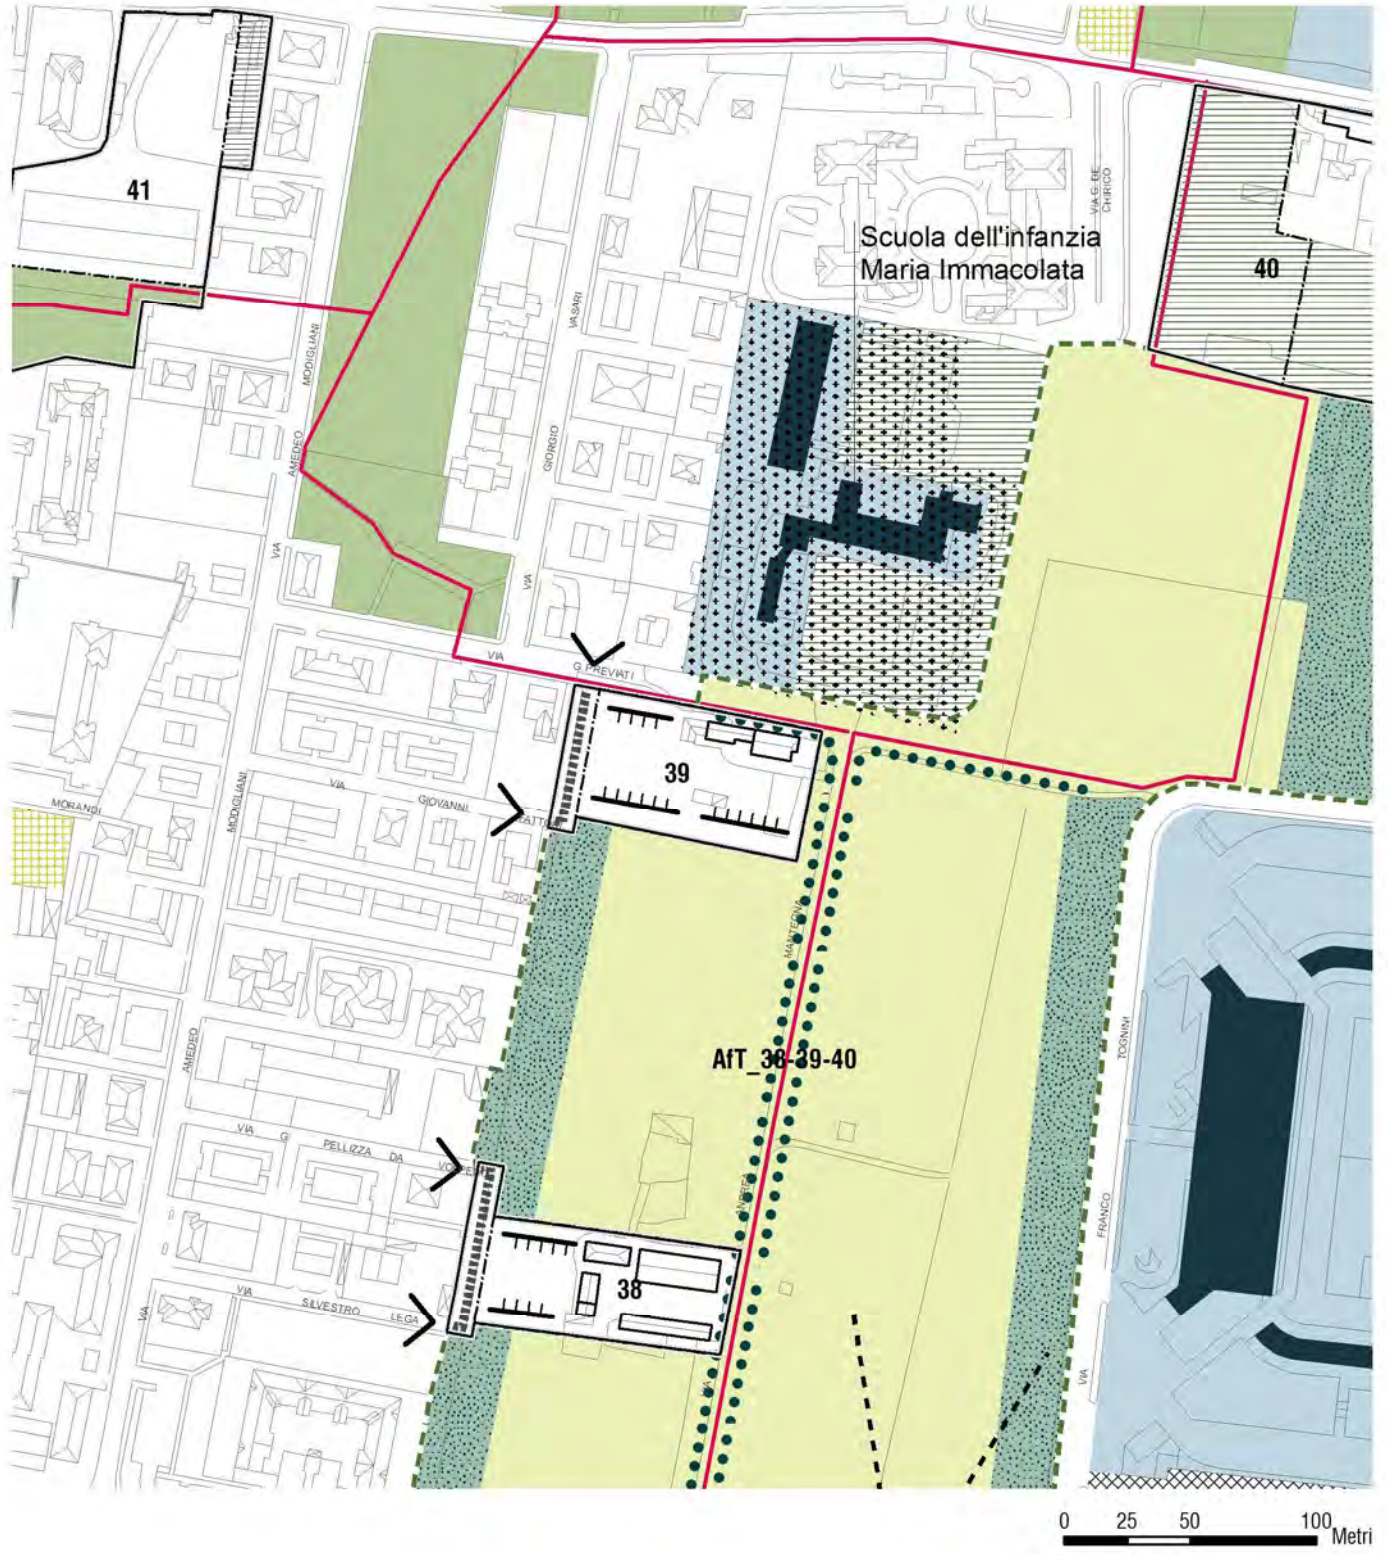 41
VIA G. DE
CHIRICO
Scuola dell'infanzia
Maria Immacolata
40
VASARI
MODIGLIANI
GIORGIO
AMEDEO
VIA
VIA
VIA
G. PREVIATI
39
VIA
GIOVANNI
FATTORI
MORANDI
MODIGLIANI
MANTEGNA
TOGNINI
AMEDEO
AfT_38-39-40
VIA
G
PELLIZZA
DA
ANDREA
FRANCO
38
VIA
SILVESTRO
LEGA
VIA
VIA
VIA
0 25 50 100
Metri